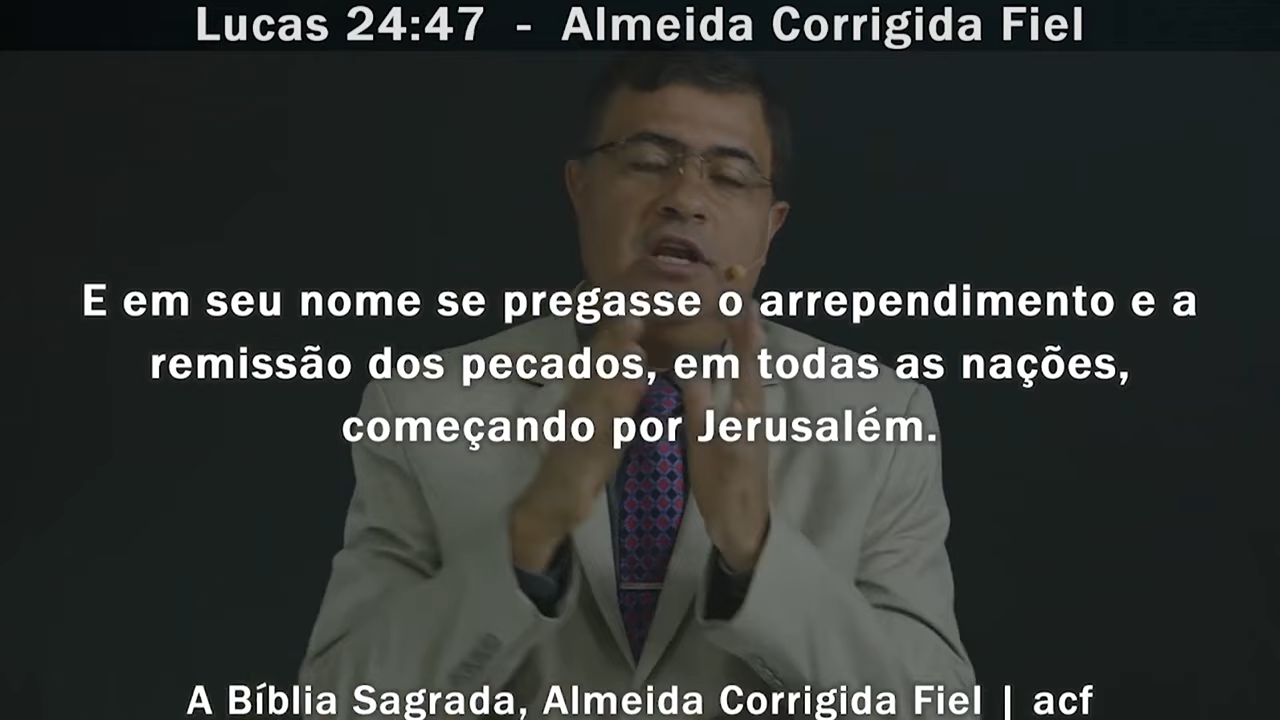 Lucas 24:47 - Almeida Corrigida Fiel
E em seu nome se pregasse o arrependimento e a
remissão dos pecados, em todas as nações,
começando por Jerusalém.
A Bíblia Sagrada, Almeida Corrigida Fiel | acf